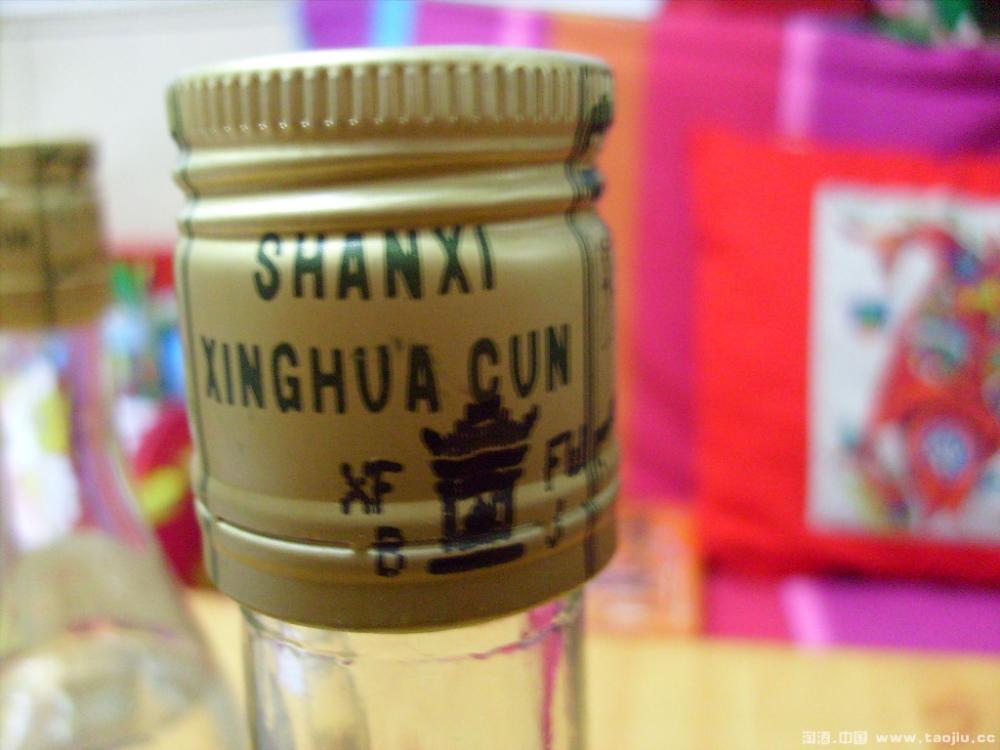 SHANXI
XINGHUA CUN
XF
B
J
淘酒.中国 www.taojiu.cc